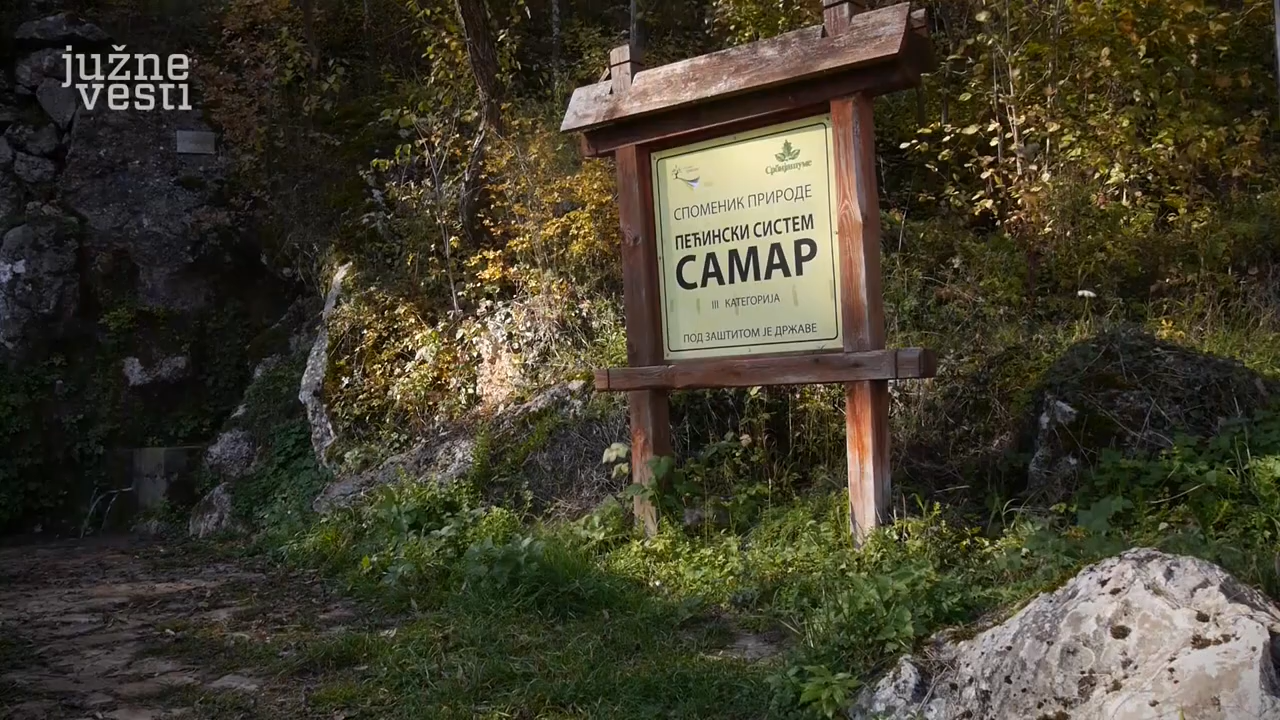 južne
vesti
Србијашуме
СПОМЕНИК ПРИРОДЕ
ПЕЋИНСКИ СИСТЕМ
САМАР
III КАТЕГОРИЈА
ПОД ЗАШТИТОМ ЈЕ ДРЖАВЕ